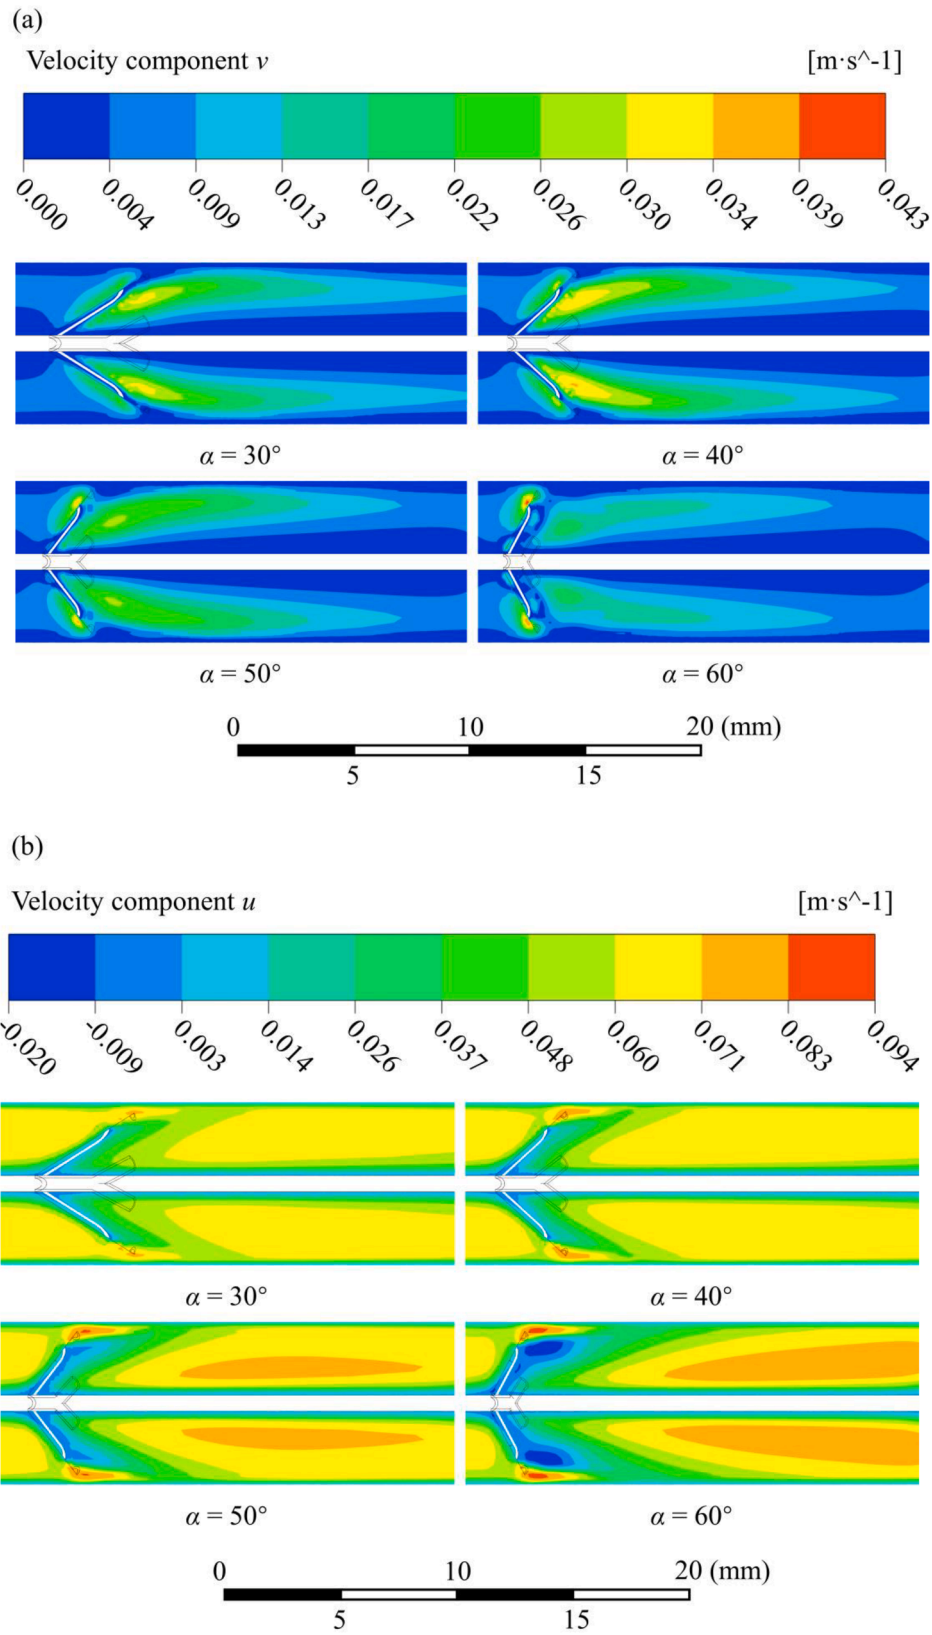 (a)
Velocity component v [m·s^-1]
0.000 0.004 0.009 0.013 0.017 0.022 0.026 0.030 0.034 0.039 0.043
α = 30° α = 40°
α = 50° α = 60°
0 10 20 (mm)
5 15
(b)
Velocity component u [m·s^-1]
-0.020 -0.009 0.003 0.014 0.026 0.037 0.048 0.060 0.071 0.083 0.094
α = 30° α = 40°
α = 50° α = 60°
0 10 20 (mm)
5 15